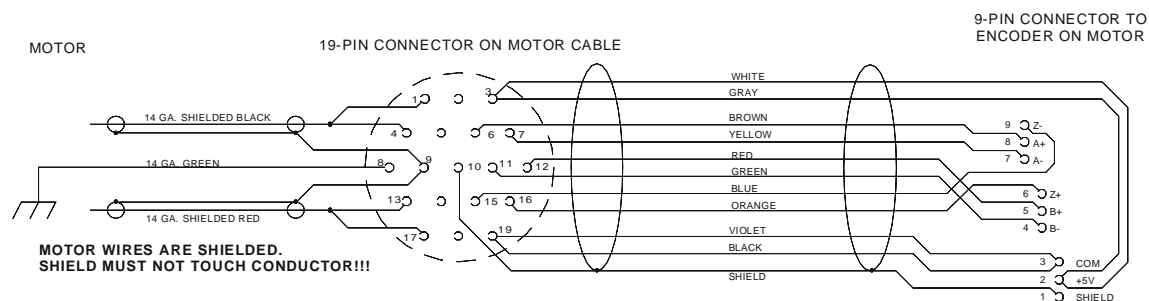 9-PIN CONNECTOR TO
ENCODER ON MOTOR
MOTOR
19-PIN CONNECTOR ON MOTOR CABLE
WHITE
1
3
GRAY
14 GA. SHIELDED BLACK
BROWN
9 Z-
4
6
7
YELLOW
8 A+
14 GA. GREEN
RED
7 A-
8
9
10
11
12
GREEN
BLUE
6 Z+
13
15
16
ORANGE
5 B+
14 GA. SHIELDED RED
4 B-
17
19
VIOLET
MOTOR WIRES ARE SHIELDED.
SHIELD MUST NOT TOUCH CONDUCTOR!!!
BLACK
3 COM
SHIELD
2 +5V
1 SHIELD